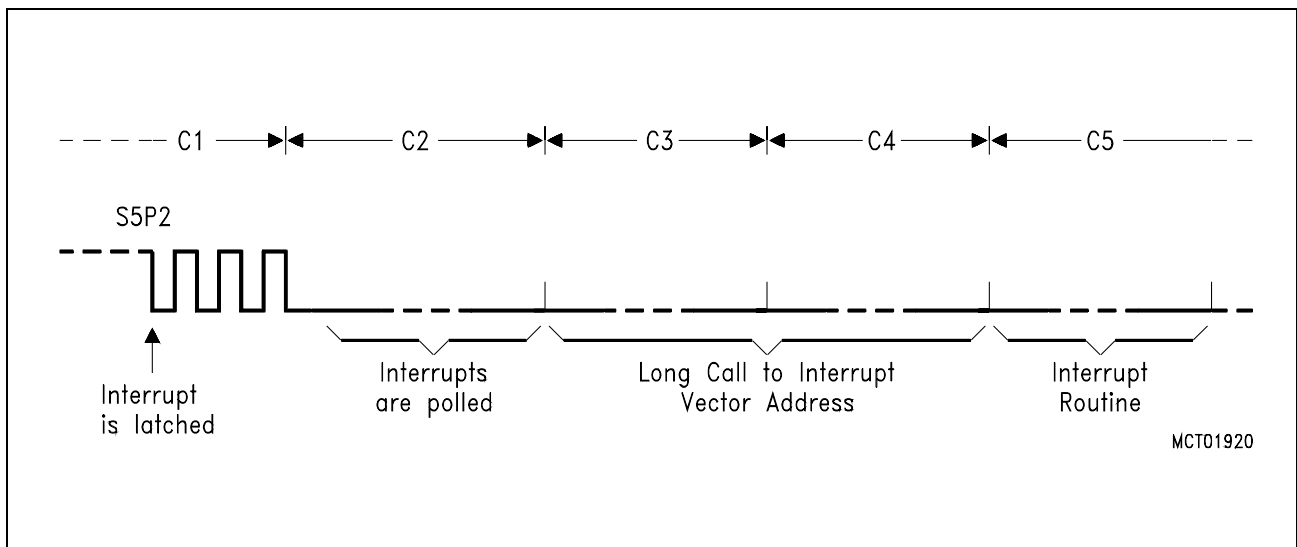 C1 C2 C3 C4 C5
S5P2
Interrupt
is latched
Interrupts
are polled
Long Call to Interrupt
Vector Address
Interrupt
Routine
MCT01920